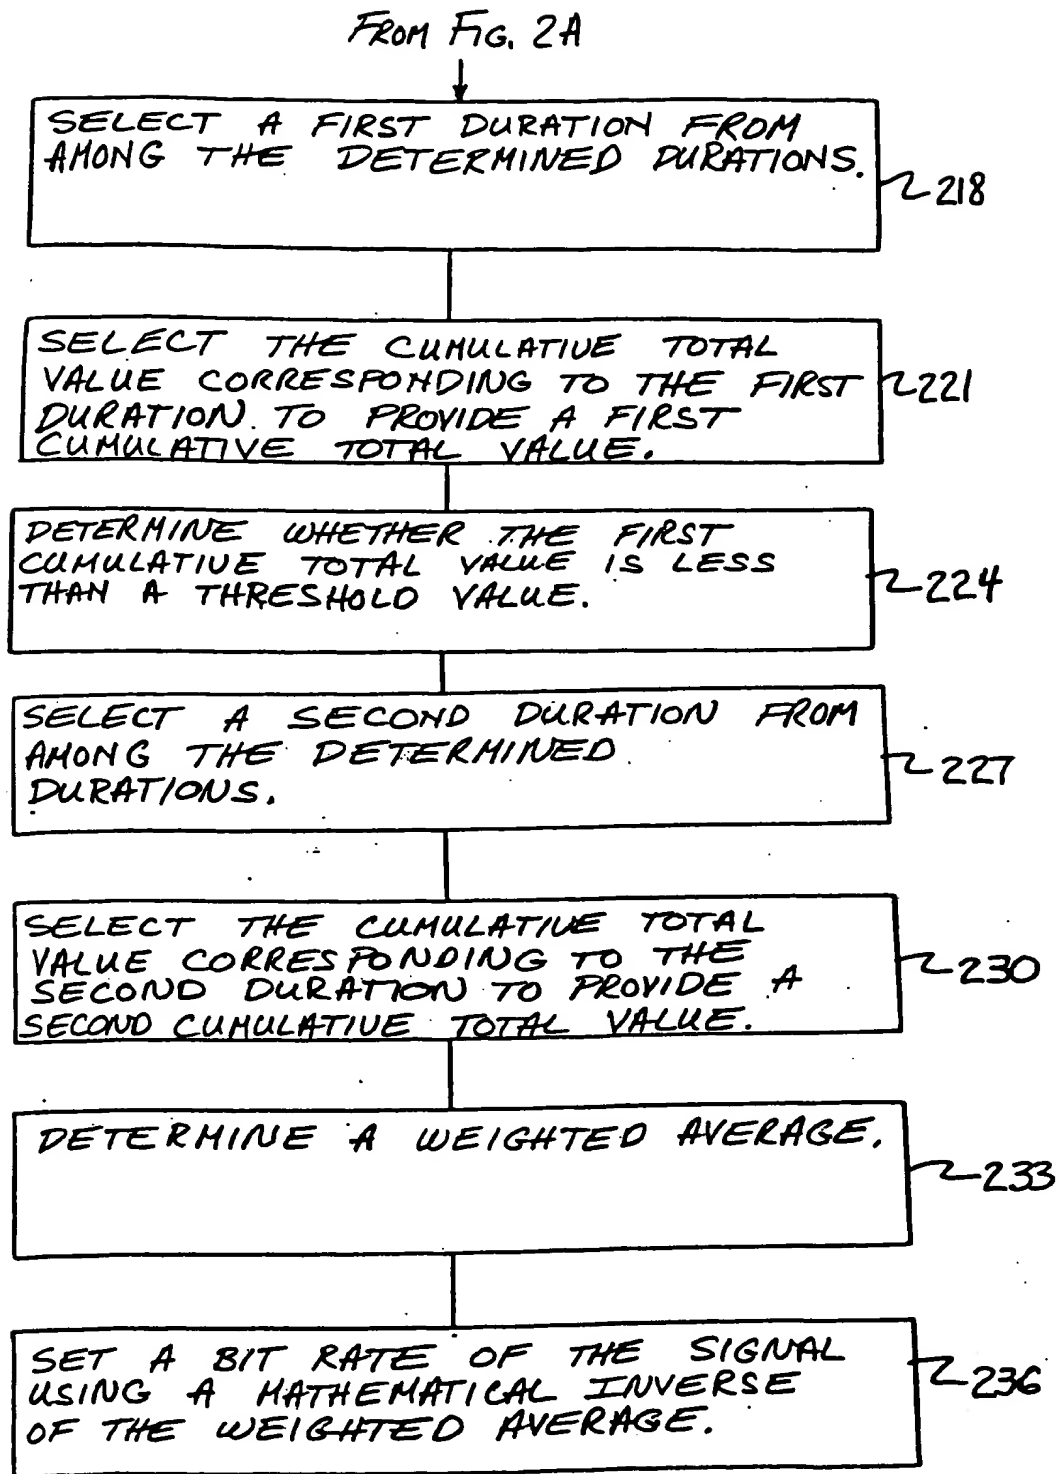 FROM FIG. 2A
SELECT A FIRST DURATION FROM
AMONG THE DETERMINED DURATIONS.
218
SELECT THE CUMULATIVE TOTAL
VALUE CORRESPONDING TO THE FIRST
DURATION TO PROVIDE A FIRST
CUMULATIVE TOTAL VALUE.
221
DETERMINE WHETHER THE FIRST
CUMULATIVE TOTAL VALUE IS LESS
THAN A THRESHOLD VALUE.
224
SELECT A SECOND DURATION FROM
AMONG THE DETERMINED
DURATIONS.
227
SELECT THE CUMULATIVE TOTAL
VALUE CORRESPONDING TO THE
SECOND DURATION TO PROVIDE A
SECOND CUMULATIVE TOTAL VALUE.
230
DETERMINE A WEIGHTED AVERAGE.
233
SET A BIT RATE OF THE SIGNAL
USING A MATHEMATICAL INVERSE
OF THE WEIGHTED AVERAGE.
236